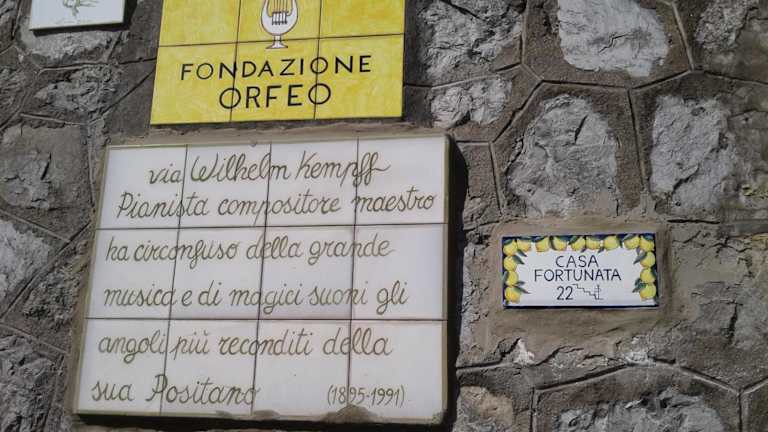 FONDAZIONE
ORFEO
via Wilhelm Kempff
Pianista compositore maestro
ha circonfuso della grande
musica e di magici suoni gli
angoli più reconditi della
sua Positano (1895-1991)
CASA
FORTUNATA
22